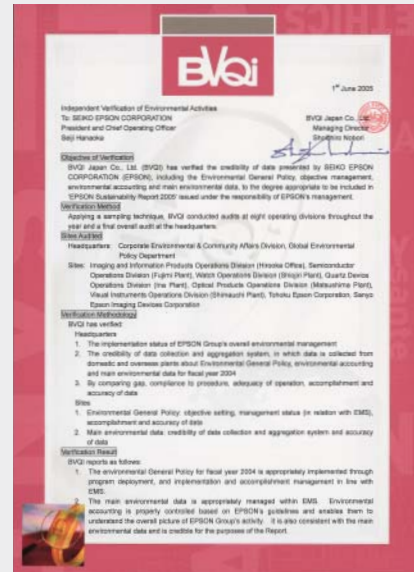 ETHICS
BVQi
1st June 2005
Independent Verification of Environmental Activities
To: SEIKO EPSON CORPORATION
BVQI Japan Co., Ltd.
President and Chief Operating Officer
Managing Director
Seiji Hanaoka
Nobori
Objectives of Verification
BVQI Japan Co., Ltd. (BVQI) has verified the credibility of data presented by SEIKO EPSON
CORPORATION (EPSON), including the Environmental General Policy, objective management,
environmental accounting and main environmental data, to the degree appropriate to be included in
'EPSON Sustainability Report 2005' issued under the responsibility of EPSON's management.
Verification Method
Applying a sampling technique, BVQI conducted audits at eight operating divisions throughout the
year and a final overall audit at the headquarters.
Sites Audited
Headquarters: Corporate Environmental & Community Affairs Division, Global Environmental
Policy Department
Sites: Imaging and Information Products Operations Division (Hirooka Office), Semiconductor
Operations Division (Fujimi Plant), Watch Operations Division (Shiojiri Plant), Quartz Device
Operations Division (Ina Plant), Optical Products Operations Division (Matsushima Plant),
Visual Instruments Operations Division (Shimauchi Plant), Tohoku Epson Corporation, Sanyo
Epson Imaging Devices Corporation
Verification Methodology
BVQI has verified:
Headquarters
1. The implementation status of EPSON Group's overall environmental management
2. The credibility of data collection and aggregation system, in which data is collected from
domestic and overseas plants about Environmental General Policy, environmental accounting
and main environmental data for fiscal year 2004
3. By comparing gap, compliance to procedure, adequacy of operation, accomplishment and
accuracy of data
Sites
1. Environmental General Policy: objective setting, management status (in relation with EMS),
accomplishment and accuracy of data
2. Main environmental data: credibility of data collection and aggregation system and accuracy
of data
Verification Result
BVQI reports as follows:
1. The environmental General Policy for fiscal year 2004 is appropriately implemented through
program deployment, and implementation and accomplishment management in line with
EMS.
2. The main environmental data is appropriately managed within EMS. Environmental
accounting is properly controlled based on EPSON's guidelines and enables them to
understand the overall picture of EPSON Group's activity. It is also consistent with the main
environmental data and is credible for the purposes of the Report.